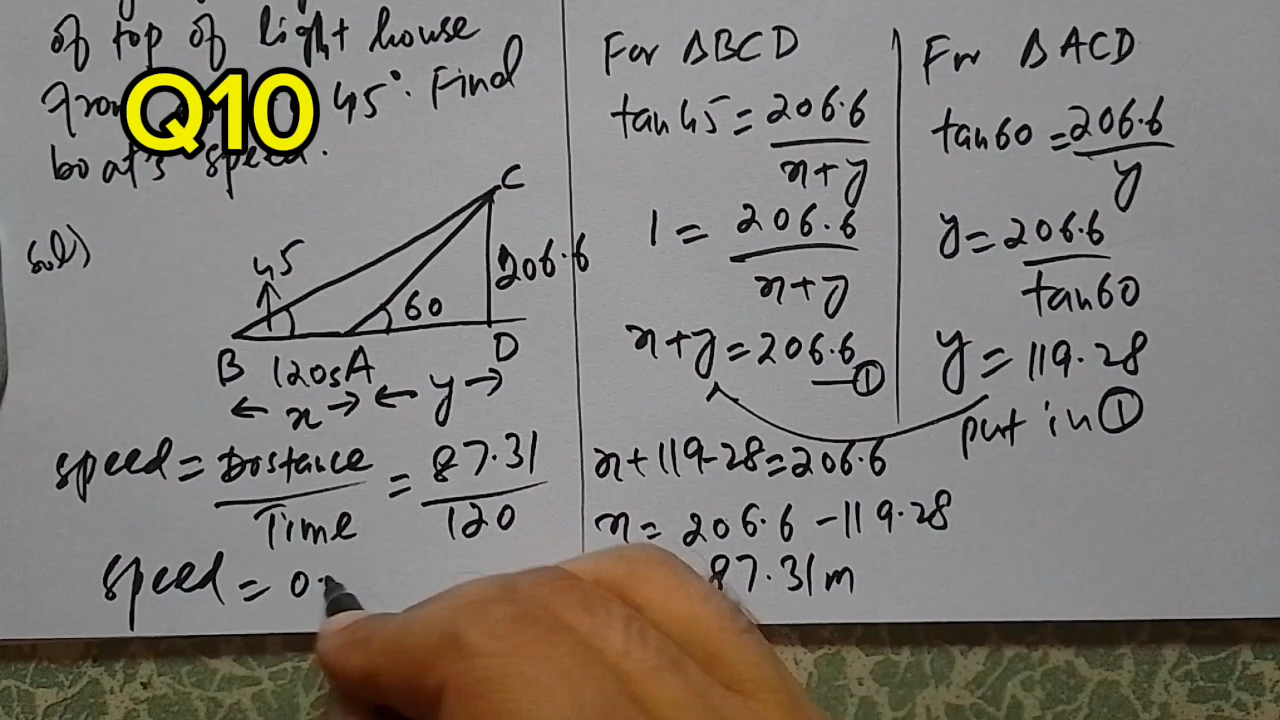 of top of light house
Q10
45°. Find
boat's speed.
sol)
C
45
60
206.6
B 120s A D
x y
speed = Distance / Time = 87.31 / 120
speed = 0.
For ΔBCD
tan 45 = 206.6 / x+y
1 = 206.6 / x+y
x+y = 206.6 —①
x+119.28 = 206.6
x = 206.6 - 119.28
87.31m
For ΔACD
tan60 = 206.6 / y
y = 206.6 / tan60
y = 119.28
put in ①